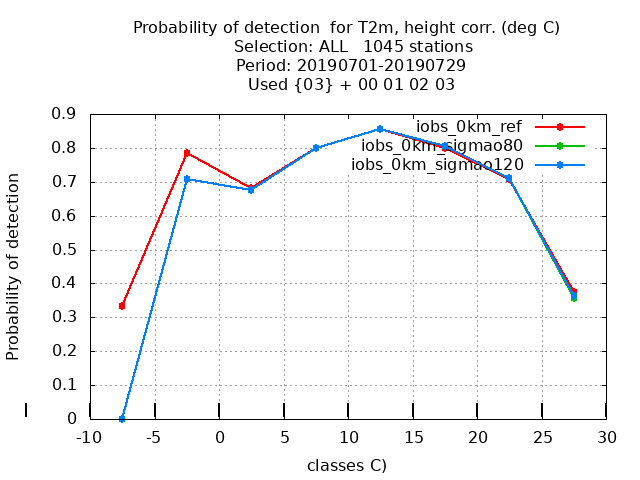 Probability of detection  for T2m, height corr. (deg C)
Selection: ALL   1045 stations
Period: 20190701-20190729
Used {03} + 00 01 02 03
iobs_0km_ref
iobs_0km_sigmao80
iobs_0km_sigmao120
Probability of detection
0.9
0.8
0.7
0.6
0.5
0.4
0.3
0.2
0.1
0
-10 -5 0 5 10 15 20 25 30
classes C)